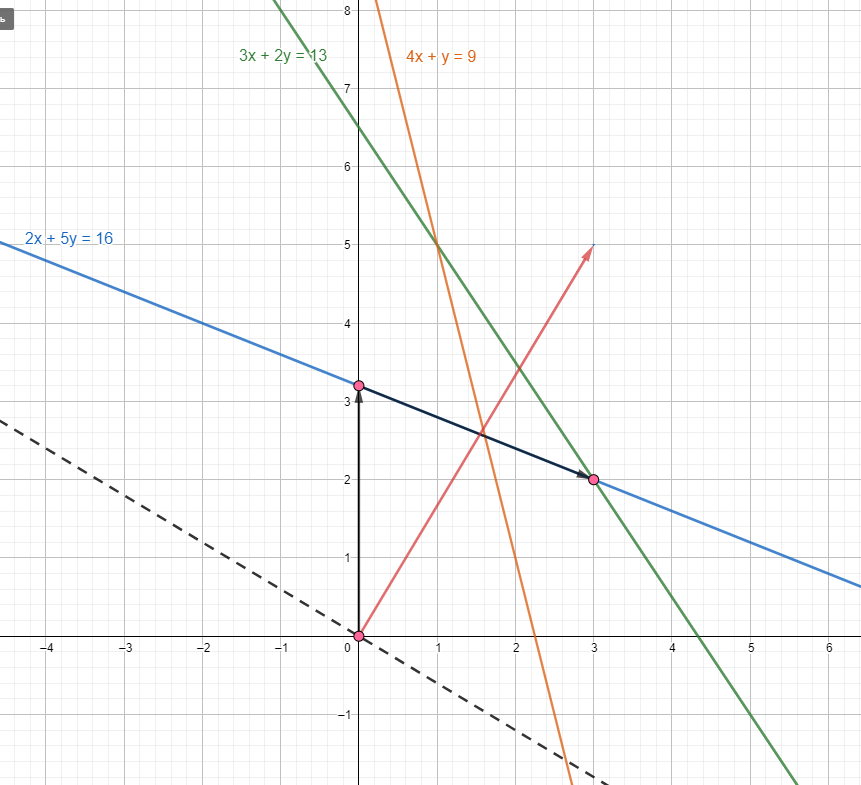 ь
8
3x + 2y = 13
4x + y = 9
7
6
2x + 5y = 16
5
4
3
2
1
–4 –3 –2 –1 0 1 2 3 4 5 6
–1